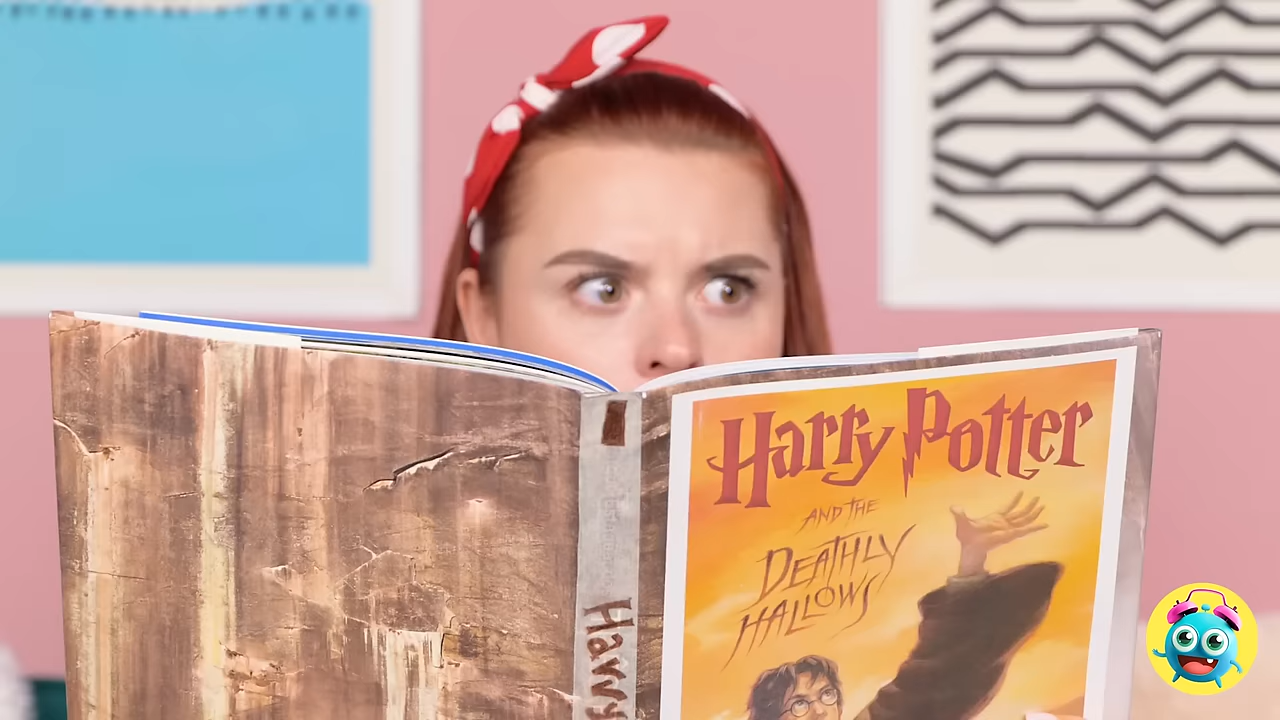 Harry Potter
AND THE
DEATHLY
HALLOWS
Harry